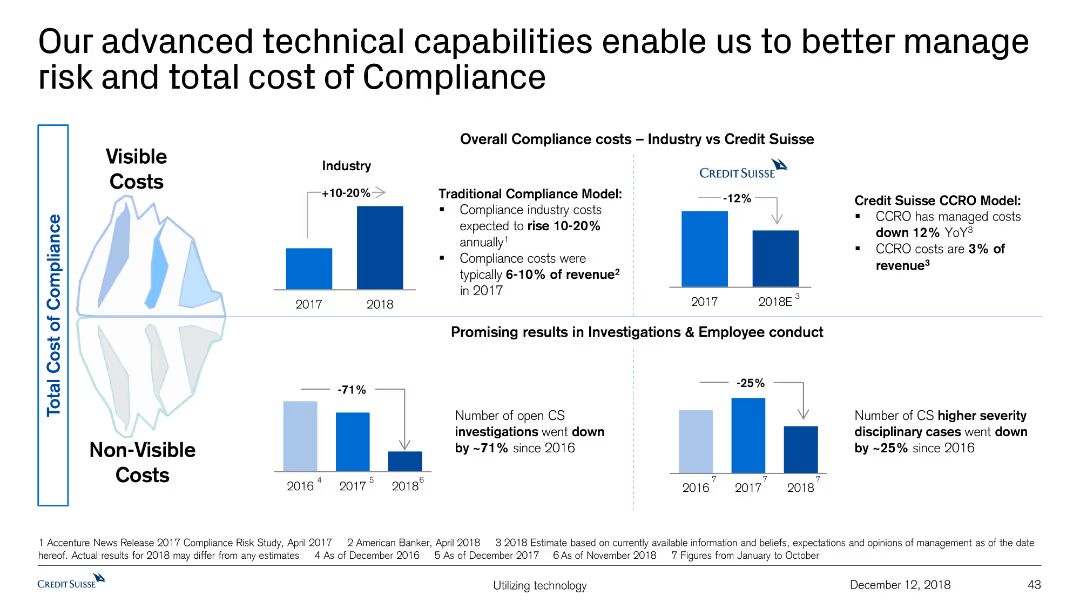 Our advanced technical capabilities enable us to better manage
risk and total cost of Compliance
Total Cost of Compliance
Visible
Costs
Non-Visible
Costs
Overall Compliance costs – Industry vs Credit Suisse
Industry
+10-20%
2017
2018
Traditional Compliance Model:
▪ Compliance industry costs
expected to rise 10-20%
annually1
▪ Compliance costs were
typically 6-10% of revenue2
in 2017
CREDIT SUISSE
-12%
2017
2018E 3
Credit Suisse CCRO Model:
▪ CCRO has managed costs
down 12% YoY3
▪ CCRO costs are 3% of
revenue3
Promising results in Investigations & Employee conduct
-71%
2016 4
2017 5
2018 6
Number of open CS
investigations went down
by ~71% since 2016
-25%
2016 7
2017 7
2018 7
Number of CS higher severity
disciplinary cases went down
by ~25% since 2016
1 Accenture News Release 2017 Compliance Risk Study, April 2017 2 American Banker, April 2018 3 2018 Estimate based on currently available information and beliefs, expectations and opinions of management as of the date
hereof. Actual results for 2018 may differ from any estimates 4 As of December 2016 5 As of December 2017 6 As of November 2018 7 Figures from January to October
CREDIT SUISSE
Utilizing technology
December 12, 2018
43